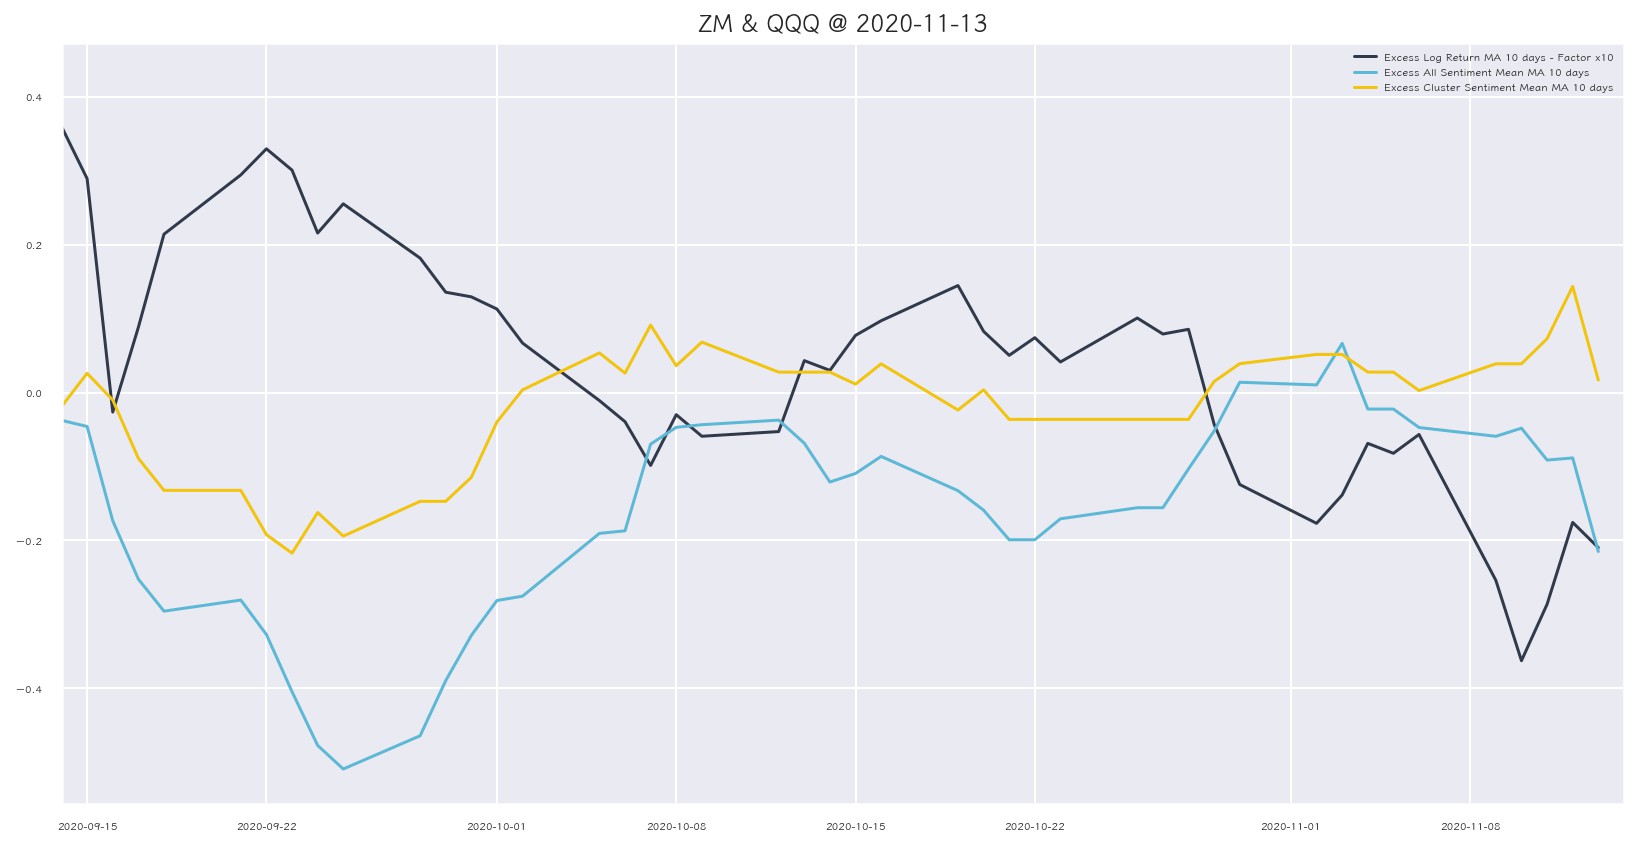 ZM & QQQ @ 2020-11-13
Excess Log Return MA 10 days - Factor x10
Excess All Sentiment Mean MA 10 days
Excess Cluster Sentiment Mean MA 10 days
0.4
0.2
0.0
−0.2
−0.4
2020-09-15 2020-09-22 2020-10-01 2020-10-08 2020-10-15 2020-10-22 2020-11-01 2020-11-08